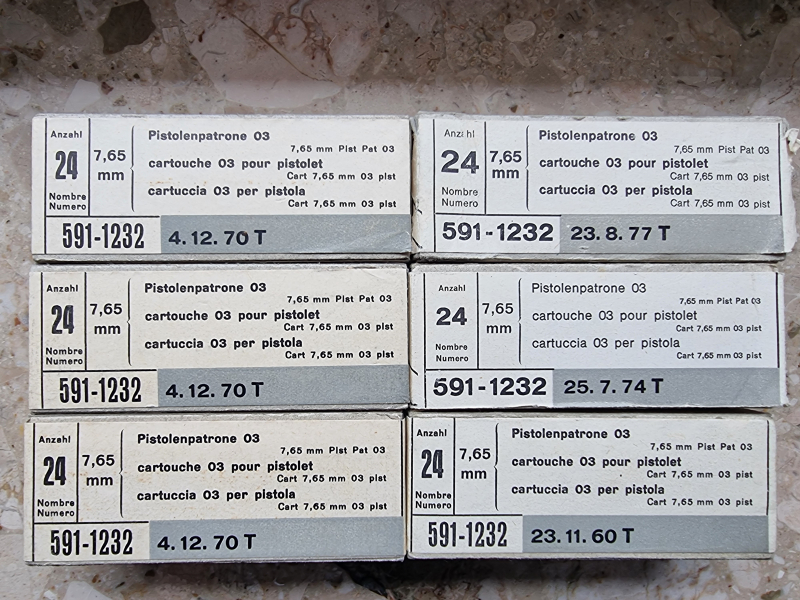 Anzahl
24
Nombre
Numero
7,65
mm
Pistolenpatrone 03
7,65 mm Pist Pat 03
cartouche 03 pour pistolet
Cart 7,65 mm 03 pist
cartuccia 03 per pistola
Cart 7,65 mm 03 pist
591-1232
4.12.70 T
Anzahl
24
Nombre
Numero
7,65
mm
Pistolenpatrone 03
7,65 mm Pist Pat 03
cartouche 03 pour pistolet
Cart 7,65 mm 03 pist
cartuccia 03 per pistola
Cart 7,65 mm 03 pist
591-1232
23.8.77 T
Anzahl
24
Nombre
Numero
7,65
mm
Pistolenpatrone 03
7,65 mm Pist Pat 03
cartouche 03 pour pistolet
Cart 7,65 mm 03 pist
cartuccia 03 per pistola
Cart 7,65 mm 03 pist
591-1232
4.12.70 T
Anzahl
24
Nombre
Numero
7,65
mm
Pistolenpatrone 03
7,65 mm Pist Pat 03
cartouche 03 pour pistolet
Cart 7,65 mm 03 pist
cartuccia 03 per pistola
Cart 7,65 mm 03 pist
591-1232
25.7.74 T
Anzahl
24
Nombre
Numero
7,65
mm
Pistolenpatrone 03
7,65 mm Pist Pat 03
cartouche 03 pour pistolet
Cart 7,65 mm 03 pist
cartuccia 03 per pistola
Cart 7,65 mm 03 pist
591-1232
4.12.70 T
Anzahl
24
Nombre
Numero
7,65
mm
Pistolenpatrone 03
7,65 mm Pist Pat 03
cartouche 03 pour pistolet
Cart 7,65 mm 03 pist
cartuccia 03 per pistola
Cart 7,65 mm 03 pist
591-1232
23.11.60 T